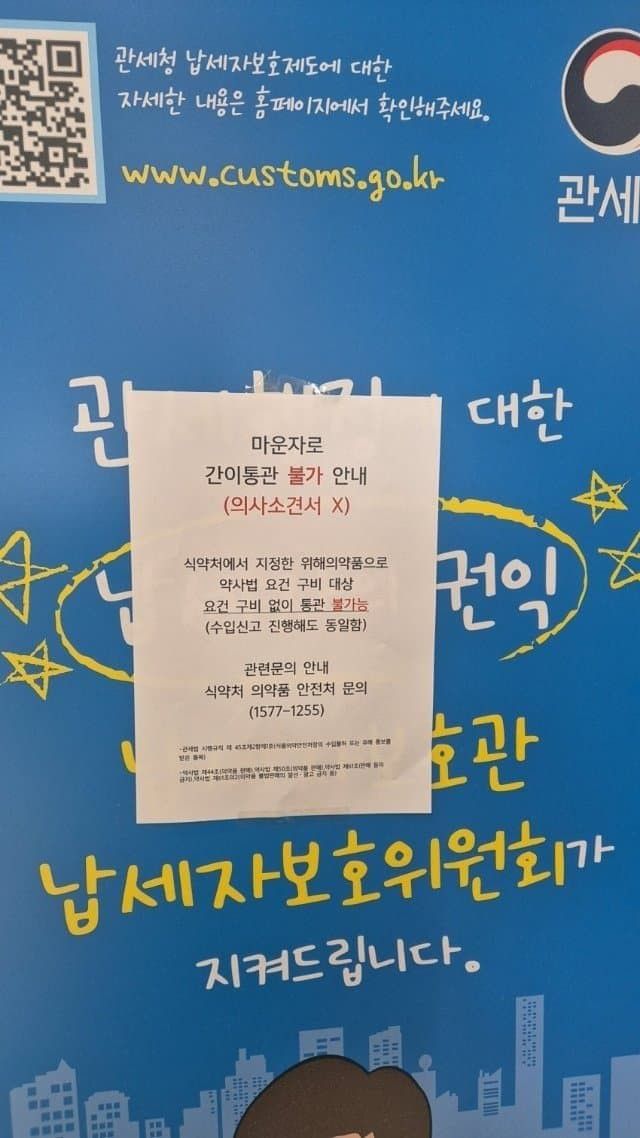 관세청 납세자보호제도에 대한
자세한 내용은 홈페이지에서 확인해주세요.
www.customs.go.kr
관세
대한
마운자로
간이통관 불가 안내
(의사소견서 X)
식약처에서 지정한 위해의약품으로
약사법 요건 구비 대상
요건 구비 없이 통관 불가능
(수입신고 진행해도 동일함)
관련문의 안내
식약처 의약품 안전처 문의
(1577-1255)
권익
호관
납세자보호위원회가
지켜드립니다.